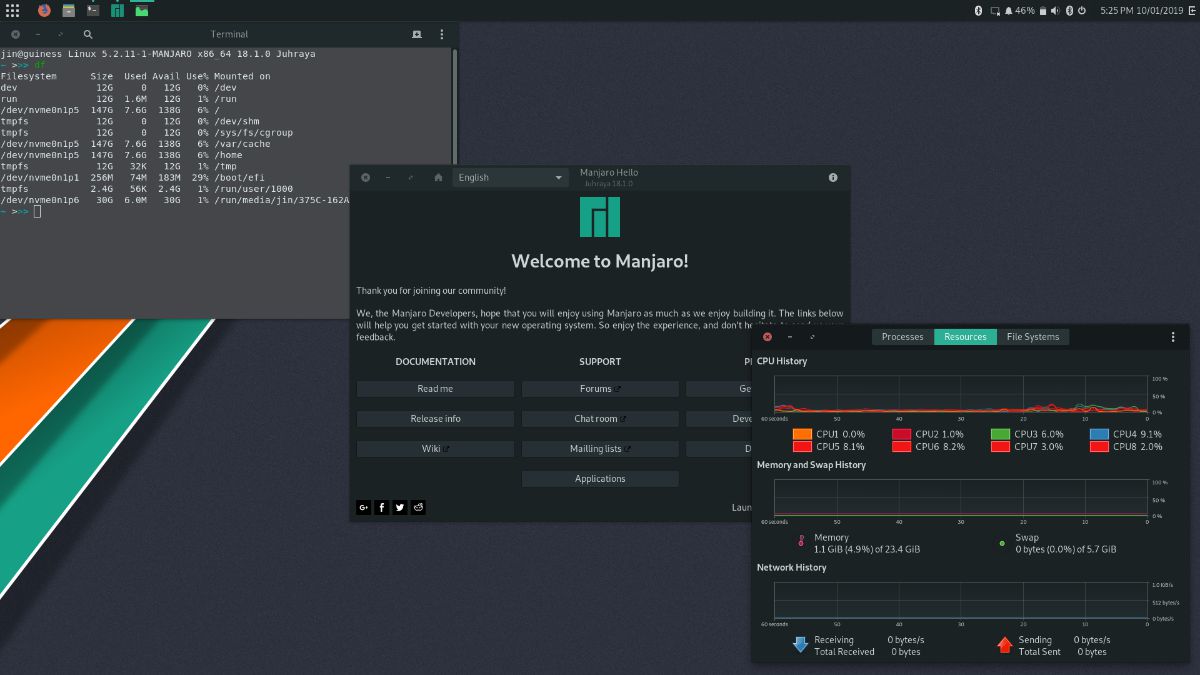 46%
5:25 PM 10/01/2019
Terminal
jin@guiness Linux 5.2.11-1-MANJARO x86_64 18.1.0 Juhraya
~ >>> df
Filesystem Size Used Avail Use% Mounted on
dev 12G 0 12G 0% /dev
run 12G 1.6M 12G 1% /run
/dev/nvme0n1p5 147G 7.6G 138G 6% /
tmpfs 12G 0 12G 0% /dev/shm
tmpfs 12G 0 12G 0% /sys/fs/cgroup
/dev/nvme0n1p5 147G 7.6G 138G 6% /var/cache
/dev/nvme0n1p5 147G 7.6G 138G 6% /home
tmpfs 12G 32K 12G 1% /tmp
/dev/nvme0n1p1 256M 74M 183M 29% /boot/efi
tmpfs 2.4G 56K 2.4G 1% /run/user/1000
/dev/nvme0n1p6 30G 6.0M 30G 1% /run/media/jin/375C-162A
~ >>>
English
Manjaro Hello
Juhraya 18.1.0
Welcome to Manjaro!
Thank you for joining our community!
We, the Manjaro Developers, hope that you will enjoy using Manjaro as much as we enjoy building it. The links below
will help you get started with your new operating system. So enjoy the experience, and don't
feedback.
DOCUMENTATION SUPPORT P
Read me Forums Ge
Release info Chat room Deve
Wiki Mailling lists D
Applications
G+ f
Laun
Processes Resources File Systems
CPU History
100 %
50 %
0 %
60 seconds 50 40 30 20 10 0
CPU1 0.0% CPU2 1.0% CPU3 6.0% CPU4 9.1%
CPU5 8.1% CPU6 8.2% CPU7 3.0% CPU8 2.0%
Memory and Swap History
100 %
50 %
0 %
60 seconds 50 40 30 20 10 0
Memory Swap
1.1 GiB (4.9%) of 23.4 GiB 0 bytes (0.0%) of 5.7 GiB
Network History
1.0 KiB/s
512 bytes/s
0 bytes/s
60 seconds 50 40 30 20 10 0
Receiving 0 bytes/s Sending 0 bytes/s
Total Received 0 bytes Total Sent 0 bytes